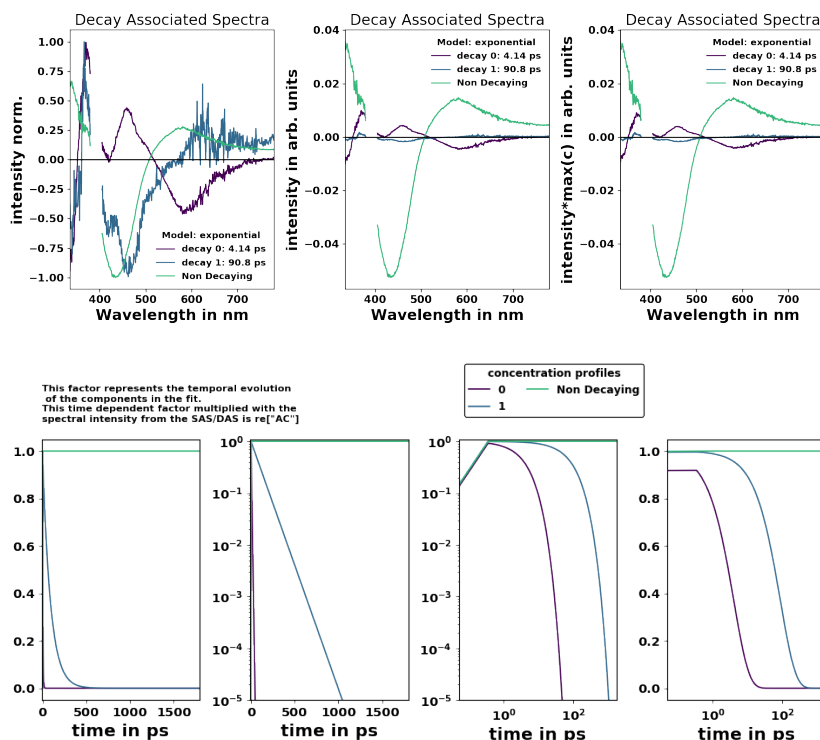 Decay Associated Spectra
intensity norm.
1.00
0.75
0.50
0.25
0.00
−0.25
−0.50
−0.75
−1.00
Model: exponential
decay 0: 4.14 ps
decay 1: 90.8 ps
Non Decaying
400 500 600 700
Wavelength in nm
Decay Associated Spectra
intensity in arb. units
0.04
0.02
0.00
−0.02
−0.04
Model: exponential
decay 0: 4.14 ps
decay 1: 90.8 ps
Non Decaying
400 500 600 700
Wavelength in nm
Decay Associated Spectra
intensity*max(c) in arb. units
0.04
0.02
0.00
−0.02
−0.04
Model: exponential
decay 0: 4.14 ps
decay 1: 90.8 ps
Non Decaying
400 500 600 700
Wavelength in nm
This factor represents the temporal evolution
of the components in the fit.
This time dependent factor multiplied with the
spectral intensity from the SAS/DAS is re["AC"]
concentration profiles
0 Non Decaying
1
1.0
0.8
0.6
0.4
0.2
0.0
0 500 1000 1500
time in ps
10⁰
10⁻¹
10⁻²
10⁻³
10⁻⁴
10⁻⁵
0 500 1000 1500
time in ps
10⁰
10⁻¹
10⁻²
10⁻³
10⁻⁴
10⁻⁵
10⁰ 10²
time in ps
1.0
0.8
0.6
0.4
0.2
0.0
10⁰ 10²
time in ps